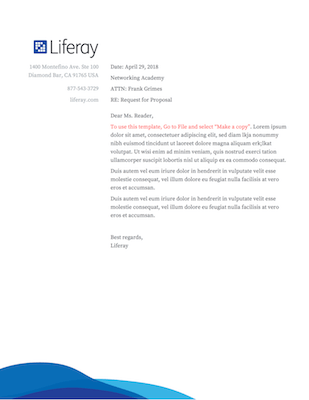 Liferay
1400 Montefino Ave. Ste 100
Diamond Bar, CA 91765 USA
877-543-3729
liferay.com
Date: April 29, 2018
Networking Academy
ATTN: Frank Grimes
RE: Request for Proposal
Dear Ms. Reader,
To use this template, Go to File and select "Make a copy". Lorem ipsum
dolor sit amet, consectetuer adipiscing elit, sed diam lkja nonummy
nibh euismod tincidunt ut laoreet dolore magna aliquam erk;lkat
volutpat. Ut wisi enim ad minim veniam, quis nostrud exerci tation
ullamcorper suscipit lobortis nisl ut aliquip ex ea commodo consequat.
Duis autem vel eum iriure dolor in hendrerit in vulputate velit esse
molestie consequat, vel illum dolore eu feugiat nulla facilisis at vero
eros et accumsan.
Duis autem vel eum iriure dolor in hendrerit in vulputate velit esse
molestie consequat, vel illum dolore eu feugiat nulla facilisis at vero
eros et accumsan.
Best regards,
Liferay